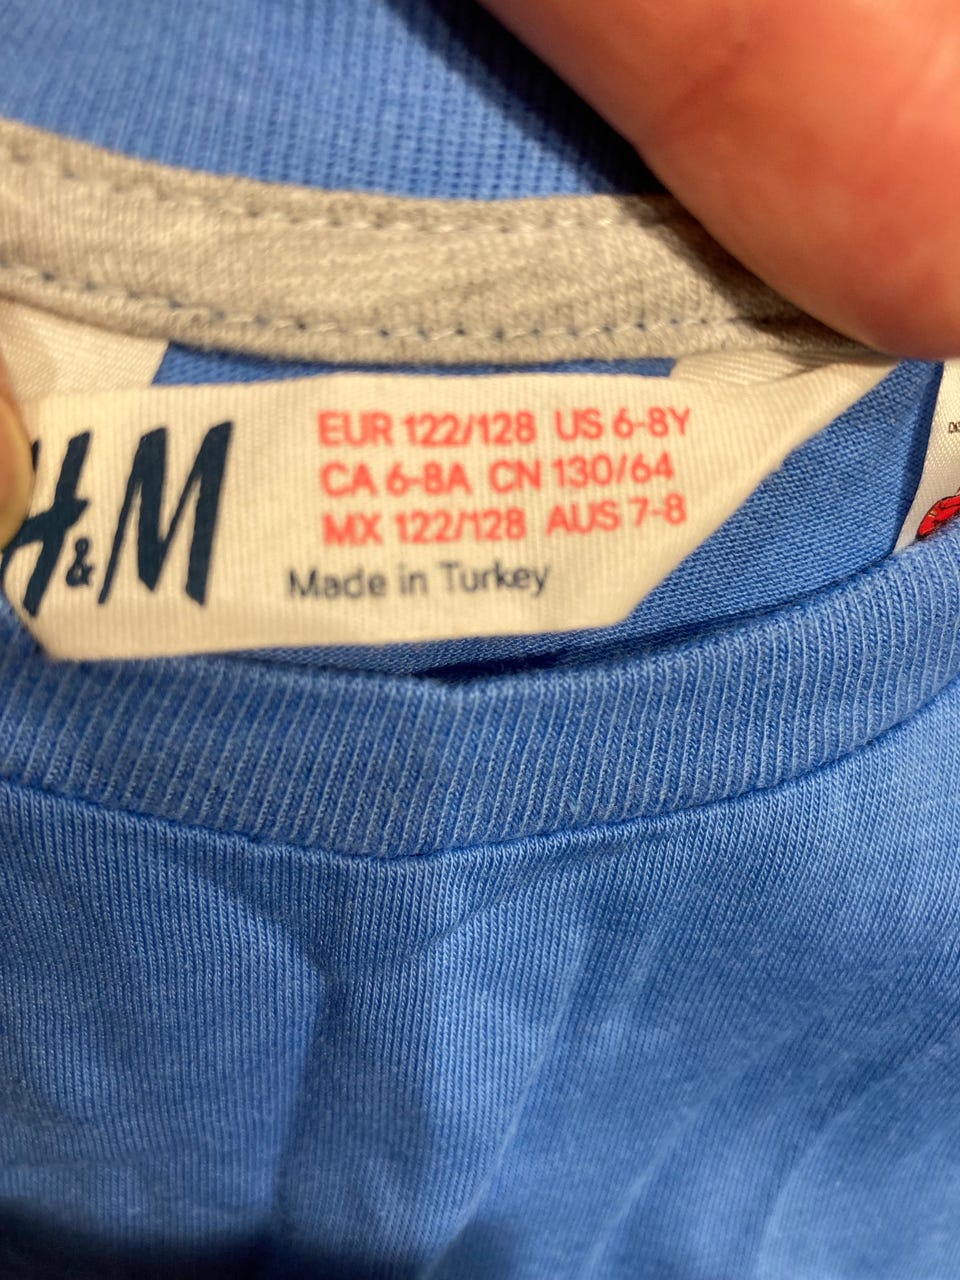 H&M
EUR 122/128 US 6-8Y
CA 6-8A CN 130/64
MX 122/128 AUS 7-8
Made in Turkey